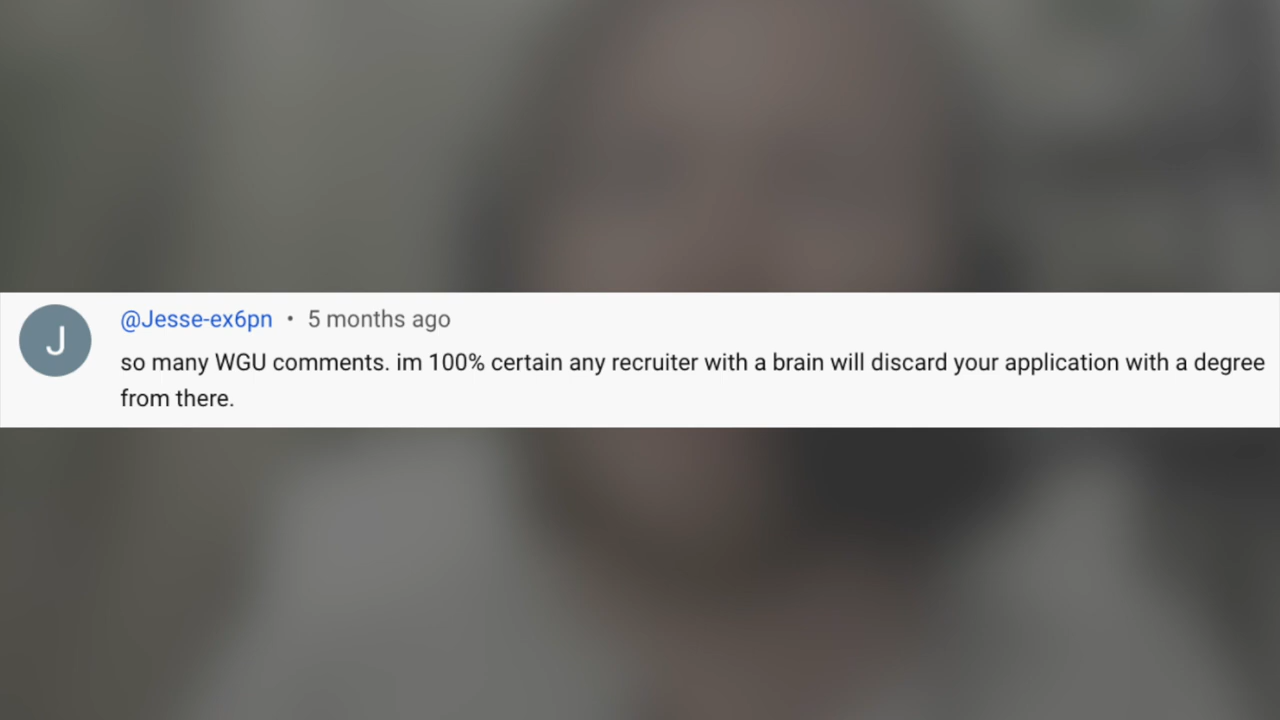 J
@Jesse-ex6pn • 5 months ago
so many WGU comments. im 100% certain any recruiter with a brain will discard your application with a degree
from there.